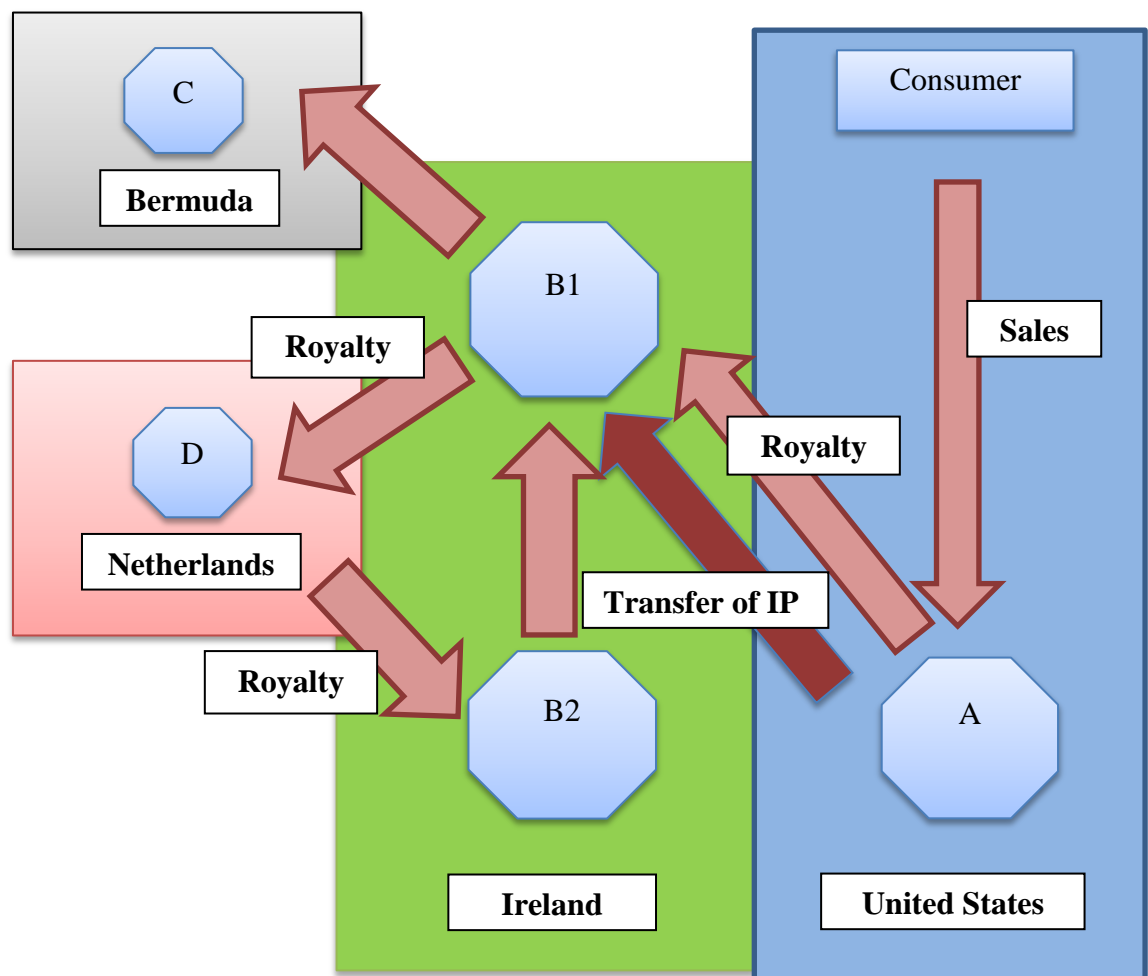 C
Consumer
Bermuda
B1
Royalty
Sales
D
Royalty
Netherlands
Transfer of IP
Royalty
B2
A
Ireland
United States